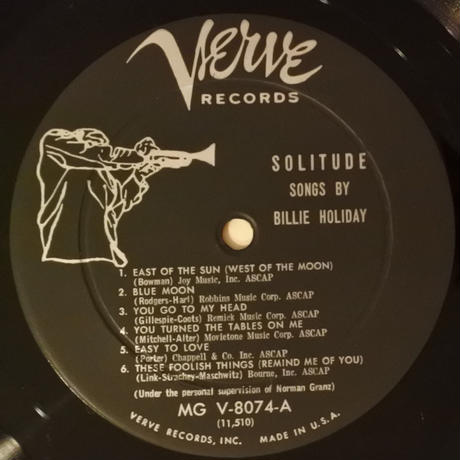 Verve
RECORDS
SOLITUDE
SONGS BY
BILLIE HOLIDAY
1. EAST OF THE SUN (WEST OF THE MOON)
(Bowman) Joy Music, Inc. ASCAP
2. BLUE MOON
(Rodgers-Hart) Robbins Music Corp. ASCAP
3. YOU GO TO MY HEAD
(Gillespie-Coots) Remick Music Corp. ASCAP
4. YOU TURNED THE TABLES ON ME
(Mitchell-Alter) Movietone Music Corp. ASCAP
5. EASY TO LOVE
(Porter) Chappell & Co. Inc. ASCAP
6. THESE FOOLISH THINGS (REMIND ME OF YOU)
(Link-Strachey-Maschwitz) Bourne, Inc. ASCAP
(Under the personal supervision of Norman Granz)
MG V-8074-A
(11,510)
VERVE RECORDS, INC. MADE IN U.S.A.